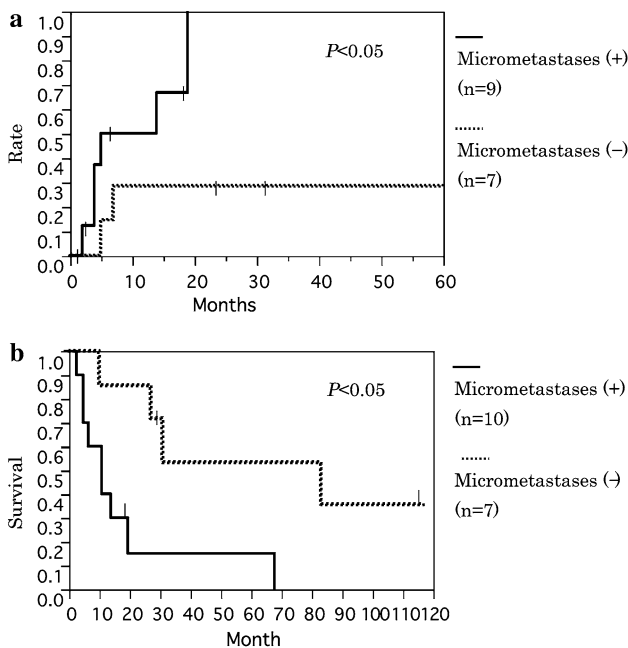 a
1.0
0.9
0.8
0.7
0.6
0.5
0.4
0.3
0.2
0.1
0.0
Rate
P<0.05
0 10 20 30 40 50 60
Months
Micrometastases (+)
(n=9)
Micrometastases (−)
(n=7)
b
1.0
0.9
0.8
0.7
0.6
0.5
0.4
0.3
0.2
0.1
0.0
Survival
P<0.05
0 10 20 30 40 50 60 70 80 90 100110120
Month
Micrometastases (+)
(n=10)
Micrometastases (-)
(n=7)